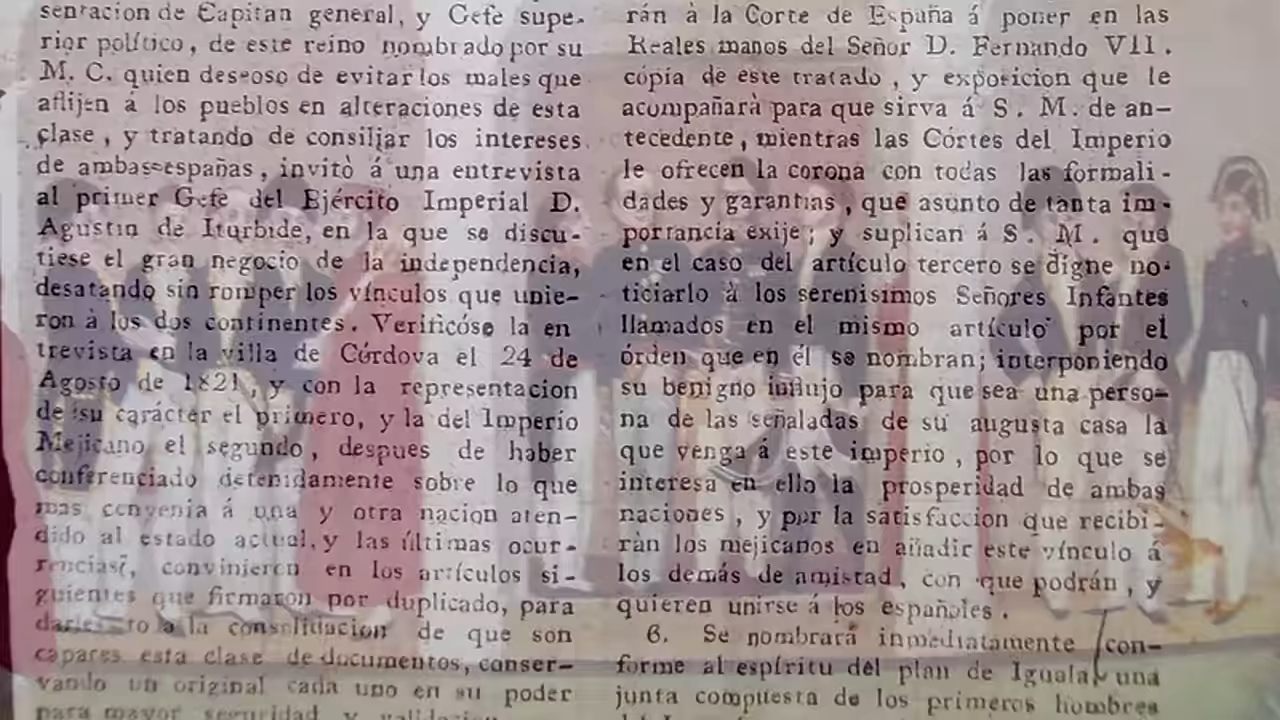 sentacion de Capitan general, y Gefe supe-
rior político, de este reino nombrado por su
M. C. quien deseoso de evitar los males que
aflijen á los pueblos en alteraciones de esta
clase, y tratando de consiliar los intereses
de ambas españas, invitò á una entrevista
al primer Gefe del Ejército Imperial D.
Agustin de Iturbide, en la que se discu-
tiese el gran negocio de la independencia,
desatando sin romper los vínculos que unie-
ron à los dos continentes. Verificóse la en
trevista en la villa de Córdova el 24 de
Agosto de 1821, y con la representacion
de su carácter el primero, y la del Imperio
Mejicano el segundo, despues de haber
conferenciado detenidamente sobre lo que
mas convenia á una y otra nacion aten-
dido al estado actual, y las últimas ocur-
rencias, convinieren en los artículos si-
guientes que firmaron por duplicado, para
darles to a la conselidacion de que son
capaces esta clase de documentos, conser-
vando un original cada uno en su poder
para mayor seguridad y
rán à la Corte de España á poner en las
Reales manos del Señor D. Fernando VII.
copia de este tratado, y exposicion que le
acompañarà para que sirva á S. M. de an-
tecedente, mientras las Córtes del Imperio
le ofrecen la corona con todas las formali-
dades y garantias, que asunto de tanta im-
portancia exije; y suplican á S. M. que
en el caso del artículo tercero se digne no-
ticiarlo à los serenisimos Señores Infantes
llamados en el mismo artículo por el
órden que en él se nombran; interponiendo
su benigno influjo para que sea una perso-
na de las señaladas de su augusta casa la
que venga á este imperio, por lo que se
interesa en ello la prosperidad de ambas
naciones, y por la satisfaccion que recibi-
ràn los mejicanos en añadir este vínculo á
los demás de amistad, con que podrán, y
quieren unirse á los españoles.
6. Se nombrará inmediatamente con-
forme al espíritu del plan de Iguala, una
junta compuesta de los primeros hombres